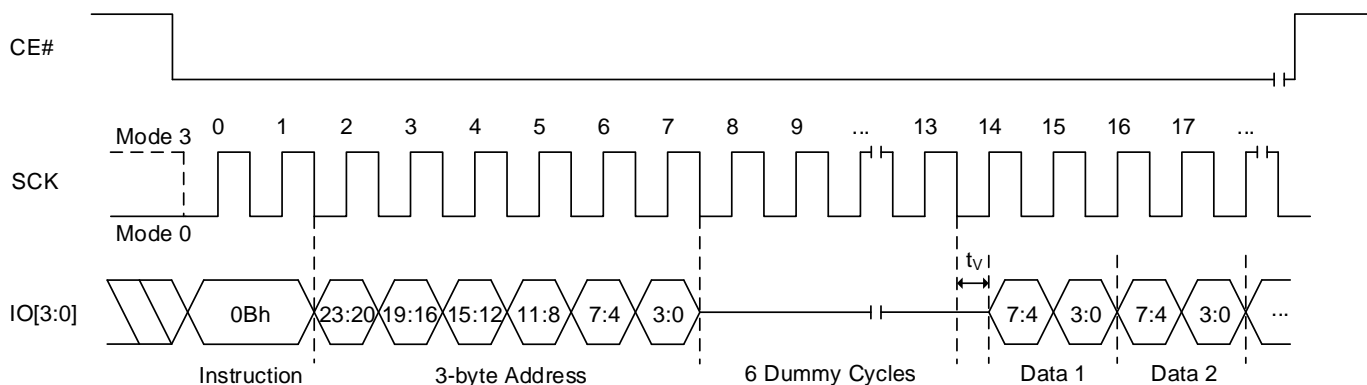 CE#
0 1 2 3 4 5 6 7 8 9 ... 13 14 15 16 17 ...
Mode 3
SCK
Mode 0
tV
IO[3:0] 0Bh 23:20 19:16 15:12 11:8 7:4 3:0 7:4 3:0 7:4 3:0 ...
Instruction 3-byte Address 6 Dummy Cycles Data 1 Data 2